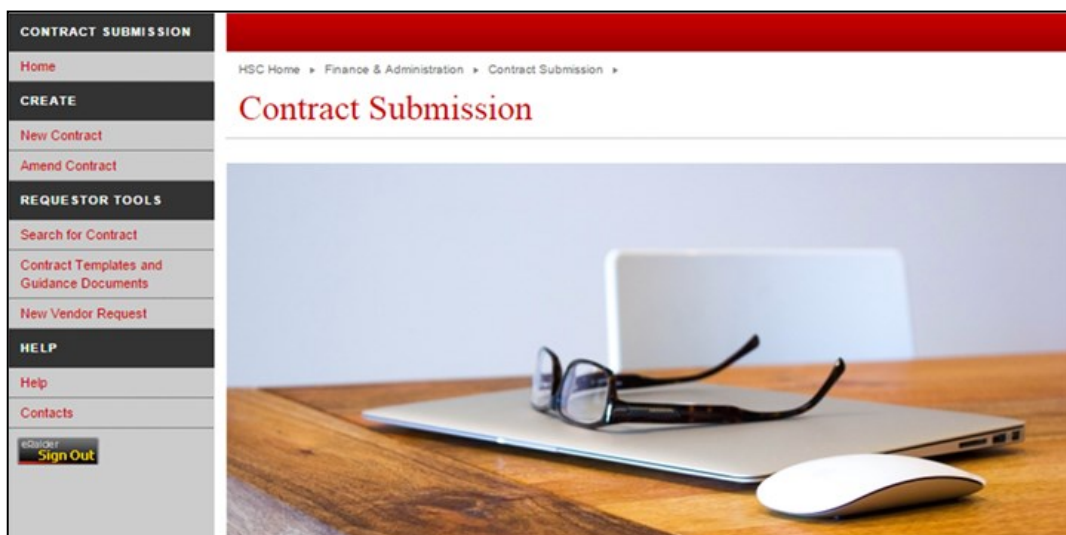 CONTRACT SUBMISSION
Home
CREATE
New Contract
Amend Contract
REQUESTOR TOOLS
Search for Contract
Contract Templates and
Guidance Documents
New Vendor Request
HELP
Help
Contacts
eRaider
Sign Out
HSC Home ▸ Finance & Administration ▸ Contract Submission ▸
Contract Submission